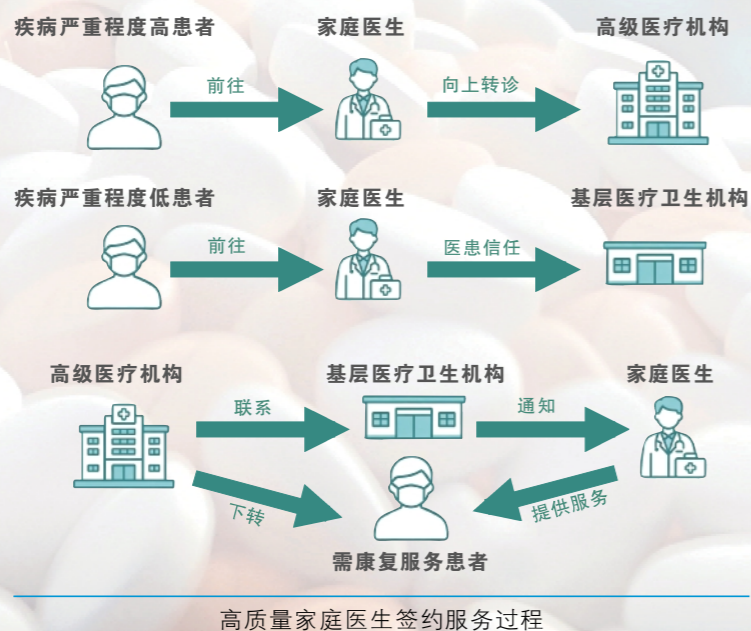 疾病严重程度高患者 家庭医生 高级医疗机构
前往 向上转诊
疾病严重程度低患者 家庭医生 基层医疗卫生机构
前往 医患信任
高级医疗机构 基层医疗卫生机构 家庭医生
联系 通知
下转 提供服务
需康复服务患者
高质量家庭医生签约服务过程